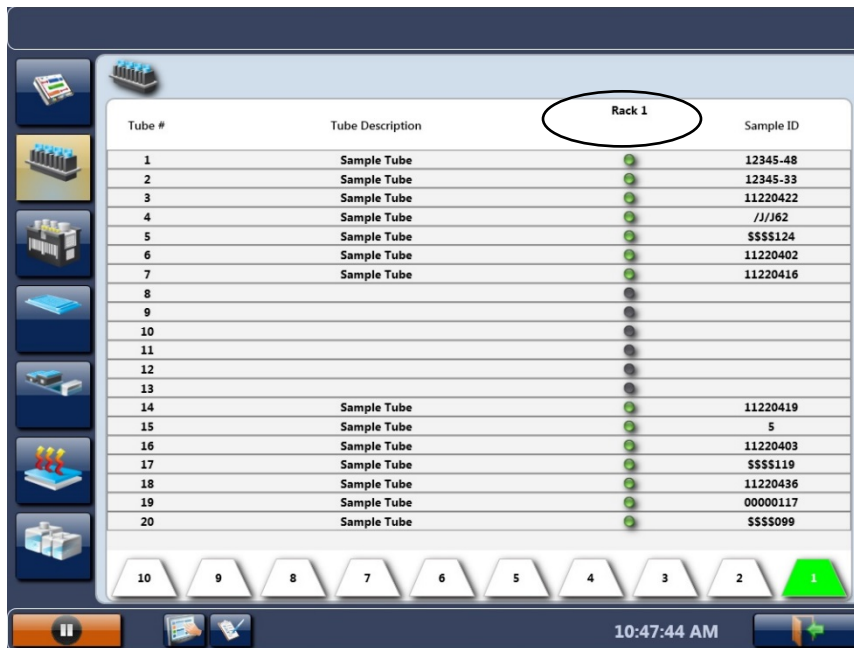 Rack 1
Tube # Tube Description Sample ID
1 Sample Tube 12345-48
2 Sample Tube 12345-33
3 Sample Tube 11220422
4 Sample Tube /J/J62
5 Sample Tube $$$$124
6 Sample Tube 11220402
7 Sample Tube 11220416
8
9
10
11
12
13
14 Sample Tube 11220419
15 Sample Tube 5
16 Sample Tube 11220403
17 Sample Tube $$$$119
18 Sample Tube 11220436
19 Sample Tube 00000117
20 Sample Tube $$$$099
10 9 8 7 6 5 4 3 2 1
10:47:44 AM